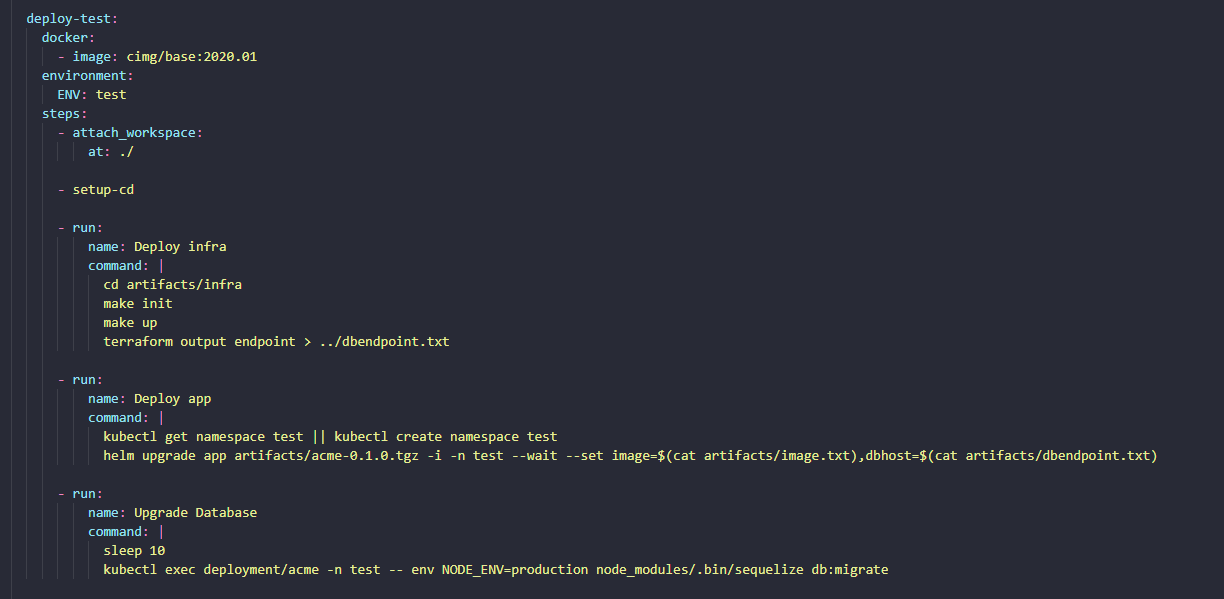 deploy-test:
  docker:
    - image: cimg/base:2020.01
  environment:
    ENV: test
  steps:
    - attach_workspace:
        at: ./

    - setup-cd

    - run:
        name: Deploy infra
        command: |
          cd artifacts/infra
          make init
          make up
          terraform output endpoint > ../dbendpoint.txt

    - run:
        name: Deploy app
        command: |
          kubectl get namespace test || kubectl create namespace test
          helm upgrade app artifacts/acme-0.1.0.tgz -i -n test --wait --set image=$(cat artifacts/image.txt),dbhost=$(cat artifacts/dbendpoint.txt)

    - run:
        name: Upgrade Database
        command: |
          sleep 10
          kubectl exec deployment/acme -n test -- env NODE_ENV=production node_modules/.bin/sequelize db:migrate